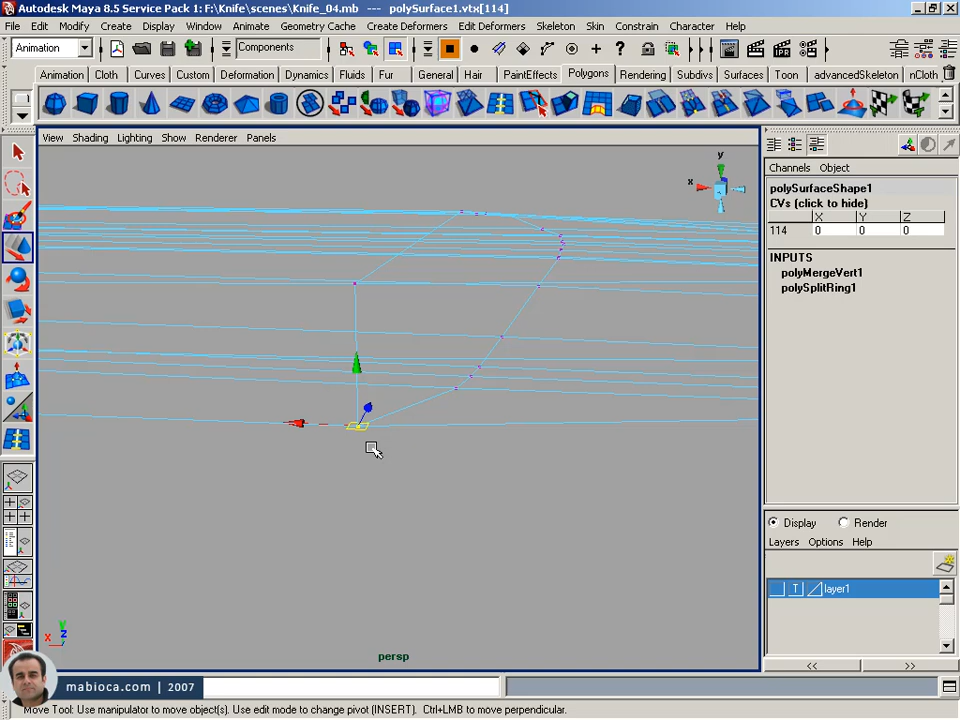 Autodesk Maya 8.5 Service Pack 1: F:\Knife\scenes\Knife_04.mb --- polySurface1.vtx[114]
File Edit Modify Create Display Window Animate Geometry Cache Create Deformers Edit Deformers Skeleton Skin Constrain Character Help
Animation Components
Animation Cloth Curves Custom Deformation Dynamics Fluids Fur General Hair PaintEffects Polygons Rendering Subdivs Surfaces Toon advancedSkeleton nCloth
View Shading Lighting Show Renderer Panels
Channels Object
polySurfaceShape1
CVs (click to hide)
X Y Z
114 0 0 0
INPUTS
polyMergeVert1
polySplitRing1
y
x
Display Render
Layers Options Help
T layer1
Y
X Z
persp
<< >>
mabioca.com | 2007
Move Tool: Use manipulator to move object(s). Use edit mode to change pivot (INSERT). Ctrl+LMB to move perpendicular.